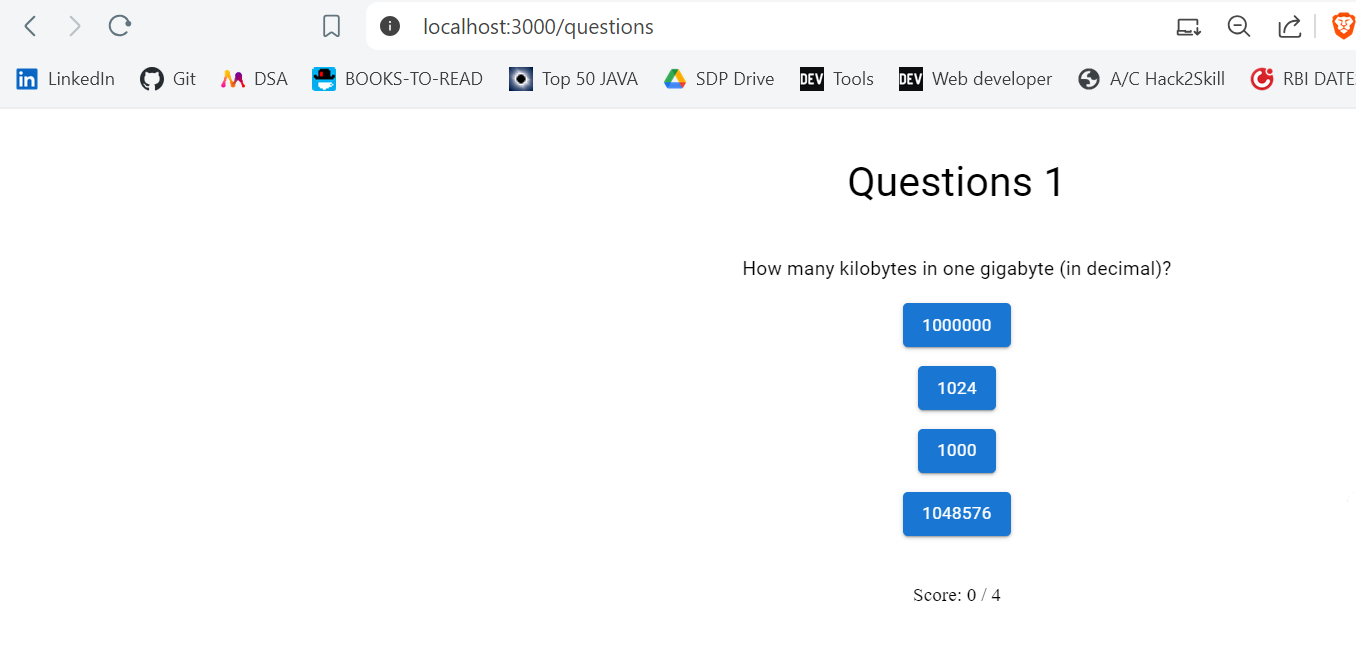 localhost:3000/questions
in LinkedIn Git DSA BOOKS-TO-READ Top 50 JAVA SDP Drive DEV Tools DEV Web developer A/C Hack2Skill RBI DATE
Questions 1
How many kilobytes in one gigabyte (in decimal)?
1000000
1024
1000
1048576
Score: 0 / 4